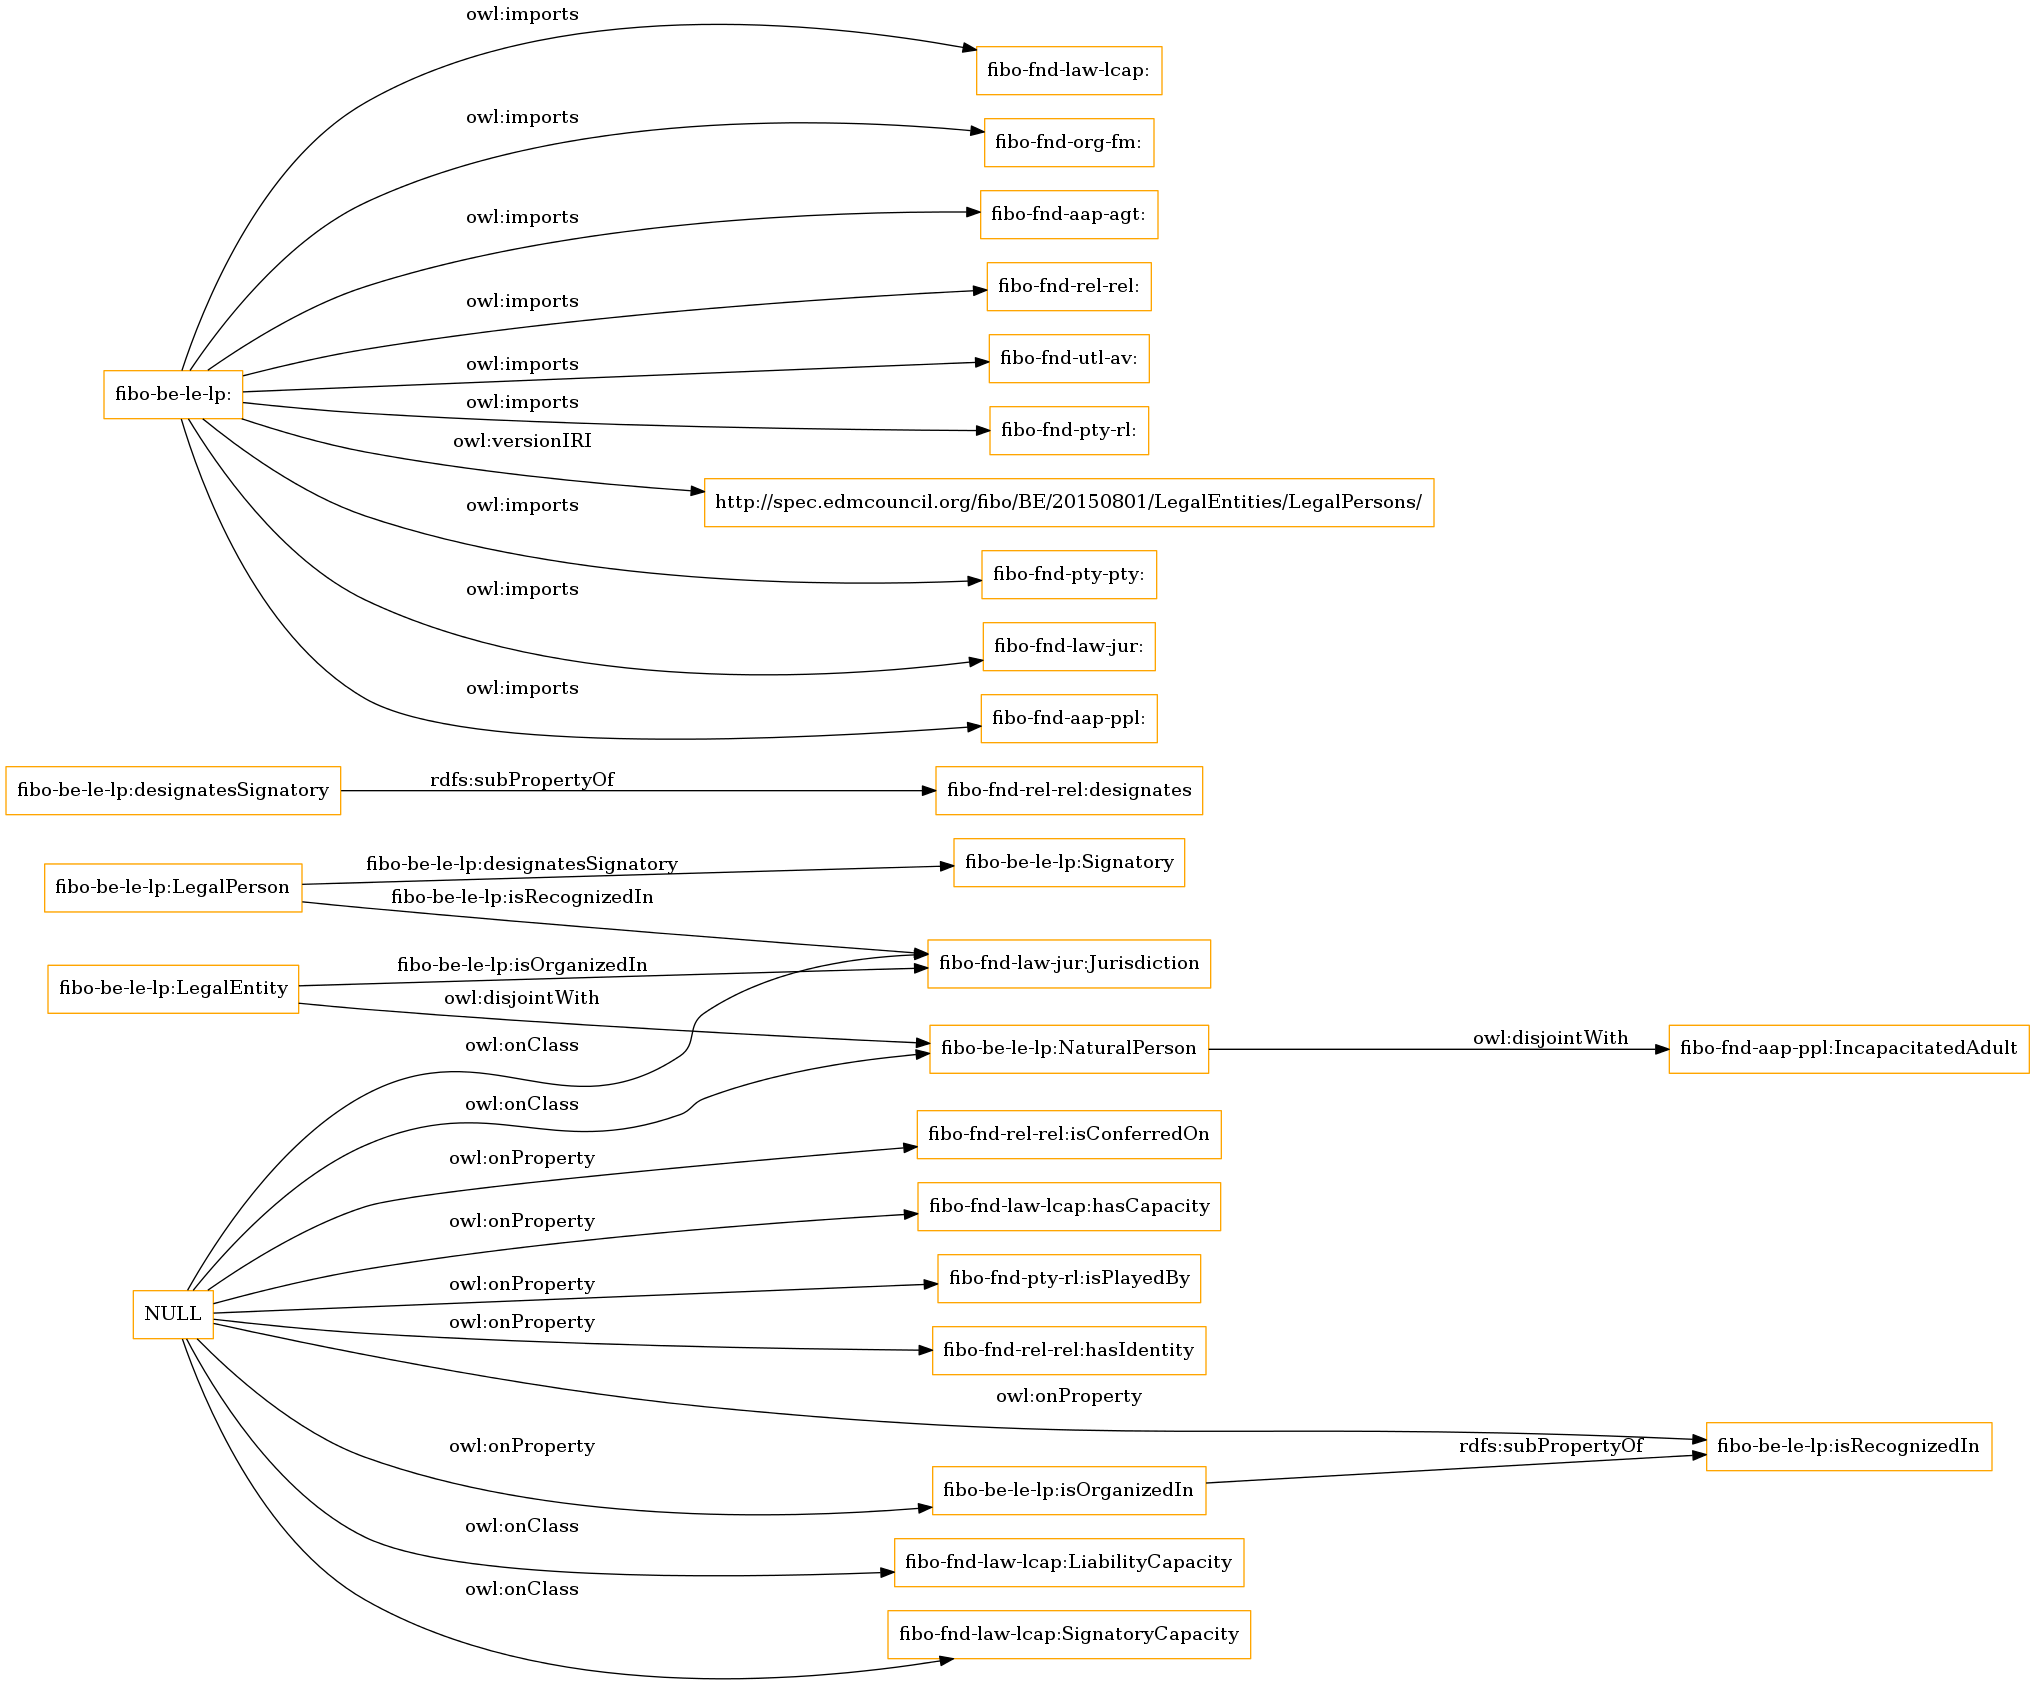 owl:imports
fibo-fnd-law-lcap:
owl:imports
fibo-fnd-org-fm:
owl:imports
fibo-fnd-aap-agt:
owl:imports
fibo-fnd-rel-rel:
owl:imports
fibo-fnd-utl-av:
fibo-be-le-lp:
owl:imports
fibo-fnd-pty-rl:
owl:versionIRI
http://spec.edmcouncil.org/fibo/BE/20150801/LegalEntities/LegalPersons/
owl:imports
fibo-fnd-pty-pty:
owl:imports
fibo-fnd-law-jur:
owl:imports
fibo-fnd-aap-ppl:
fibo-be-le-lp:designatesSignatory
rdfs:subPropertyOf
fibo-fnd-rel-rel:designates
fibo-be-le-lp:LegalPerson
fibo-be-le-lp:designatesSignatory
fibo-be-le-lp:Signatory
fibo-be-le-lp:isRecognizedIn
fibo-be-le-lp:LegalEntity
fibo-be-le-lp:isOrganizedIn
fibo-fnd-law-jur:Jurisdiction
owl:disjointWith
owl:onClass
fibo-be-le-lp:NaturalPerson
owl:disjointWith
fibo-fnd-aap-ppl:IncapacitatedAdult
owl:onClass
owl:onProperty
fibo-fnd-rel-rel:isConferredOn
owl:onProperty
fibo-fnd-law-lcap:hasCapacity
owl:onProperty
fibo-fnd-pty-rl:isPlayedBy
NULL
owl:onProperty
fibo-fnd-rel-rel:hasIdentity
owl:onProperty
fibo-be-le-lp:isRecognizedIn
owl:onProperty
fibo-be-le-lp:isOrganizedIn
rdfs:subPropertyOf
owl:onClass
fibo-fnd-law-lcap:LiabilityCapacity
owl:onClass
fibo-fnd-law-lcap:SignatoryCapacity